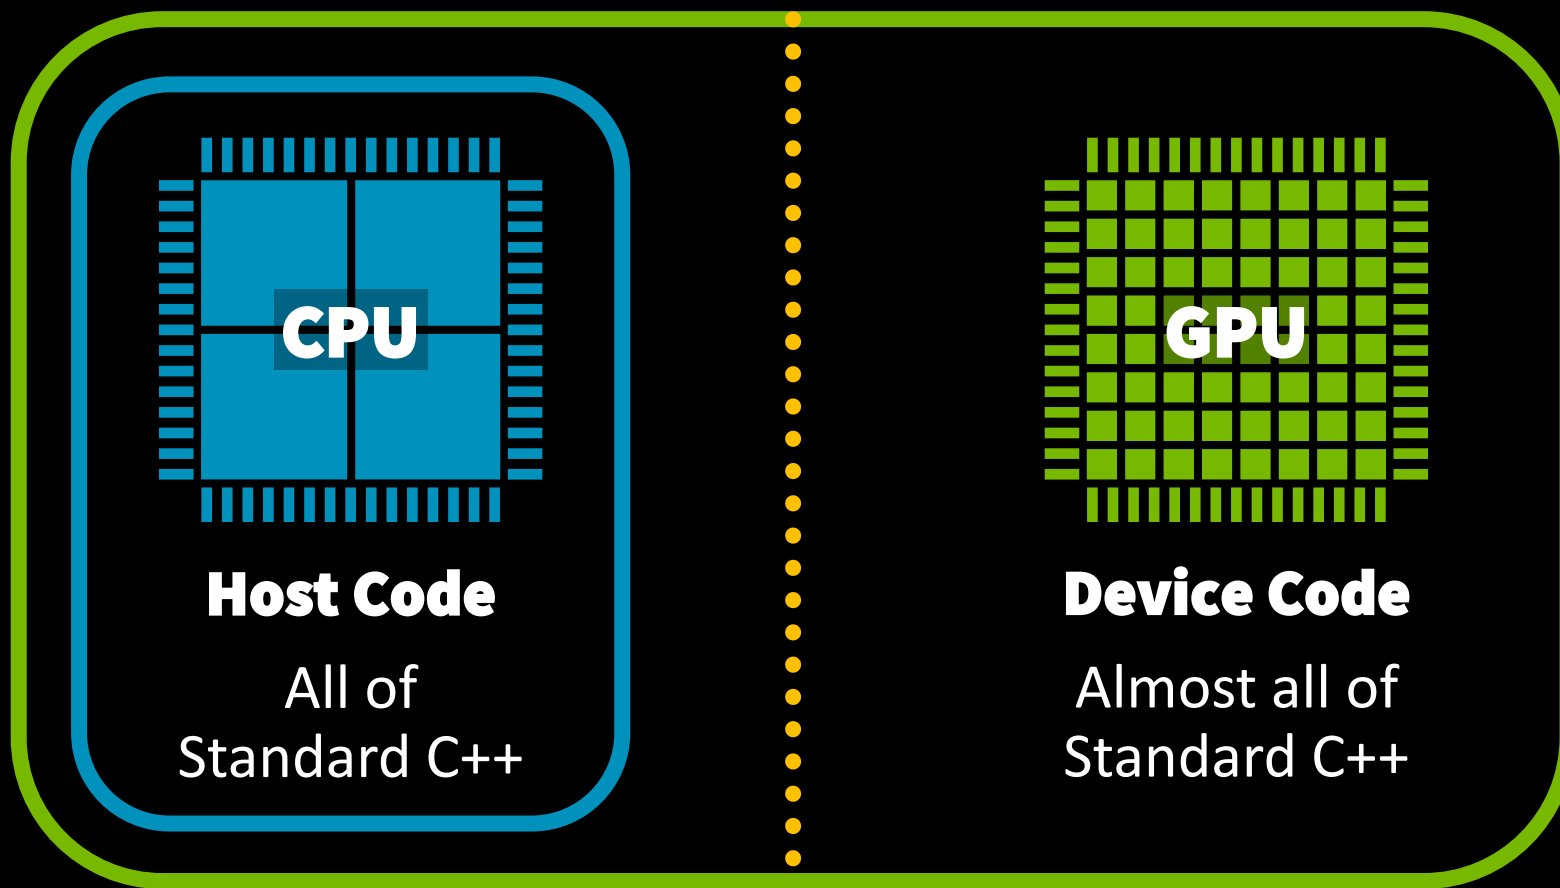 CPU
Host Code
All of
Standard C++
GPU
Device Code
Almost all of
Standard C++